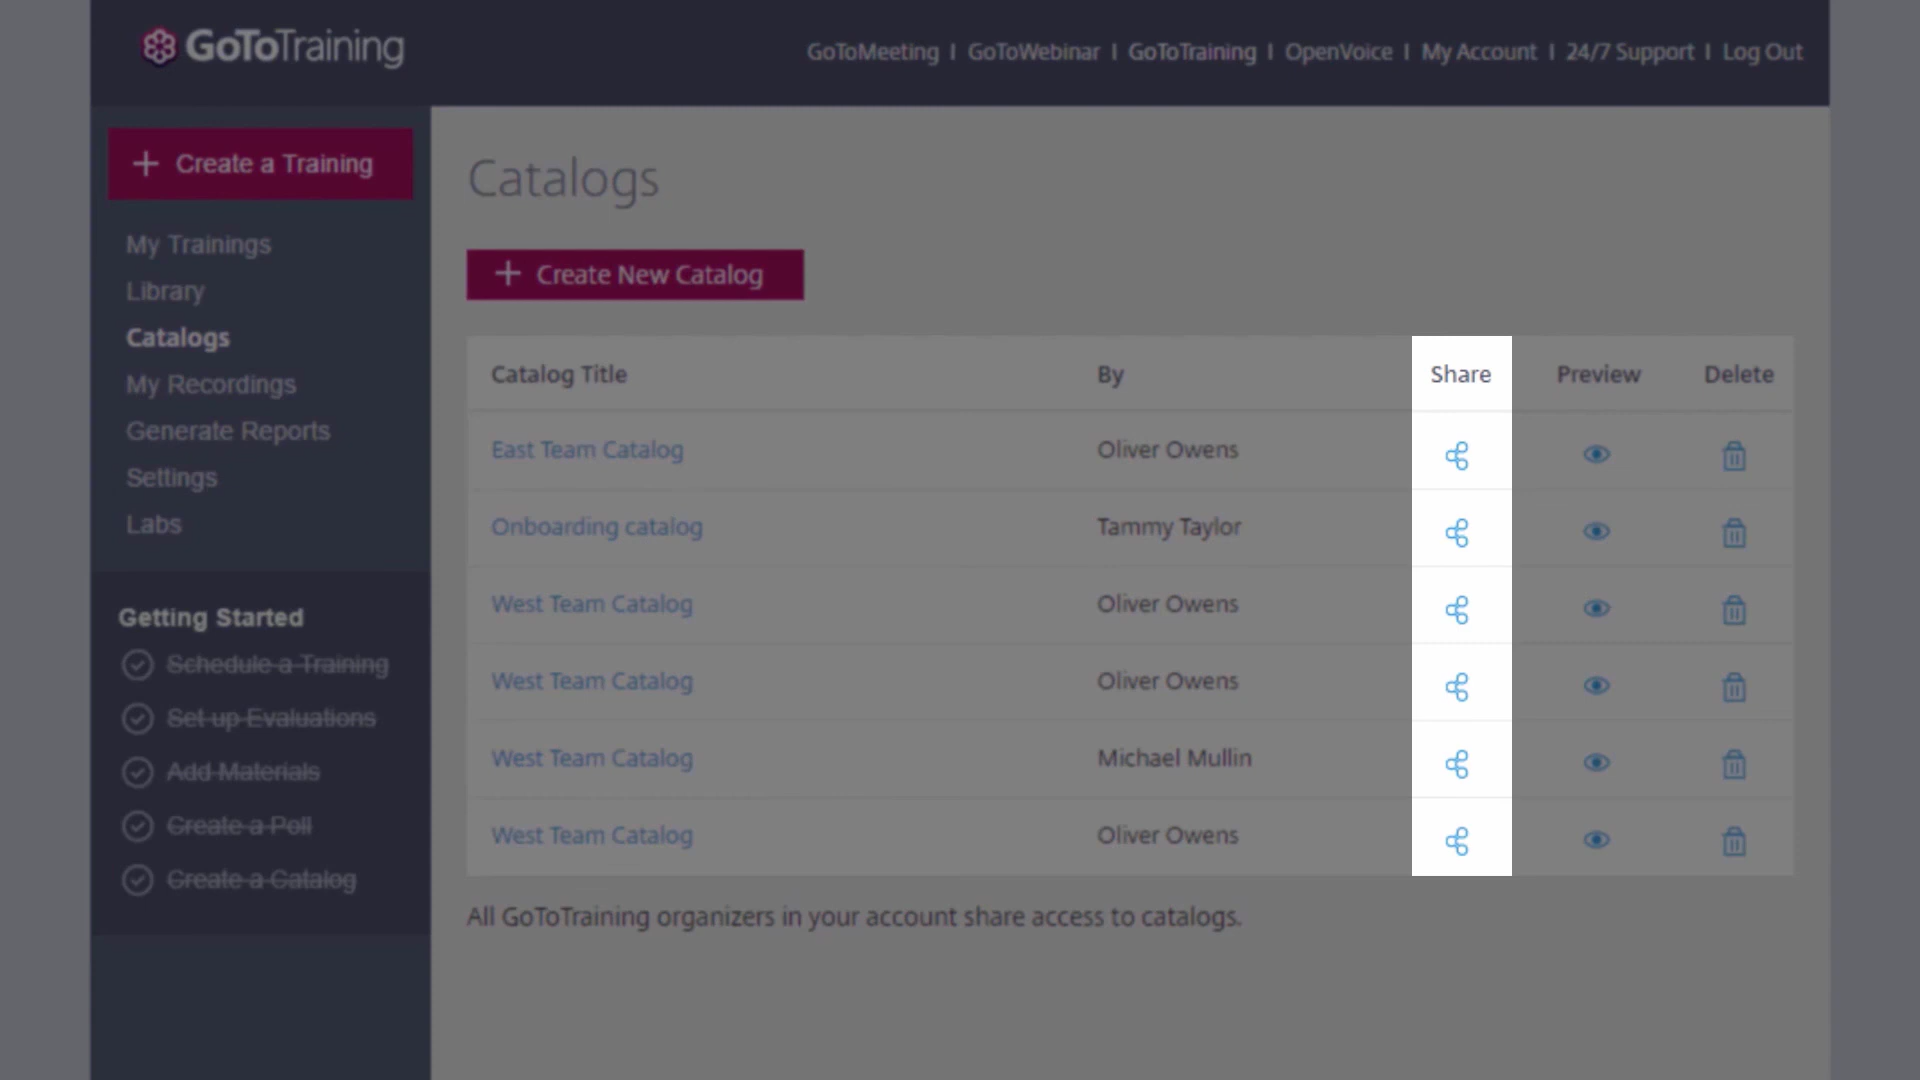 GoToTraining
GoToMeeting | GoToWebinar | GoToTraining | OpenVoice | My Account | 24/7 Support | Log Out
+ Create a Training
My Trainings
Library
Catalogs
My Recordings
Generate Reports
Settings
Labs
Getting Started
Schedule a Training
Set up Evaluations
Add Materials
Create a Poll
Create a Catalog
Catalogs
+ Create New Catalog
Catalog Title By Share Preview Delete
East Team Catalog Oliver Owens
Onboarding catalog Tammy Taylor
West Team Catalog Oliver Owens
West Team Catalog Oliver Owens
West Team Catalog Michael Mullin
West Team Catalog Oliver Owens
All GoToTraining organizers in your account share access to catalogs.